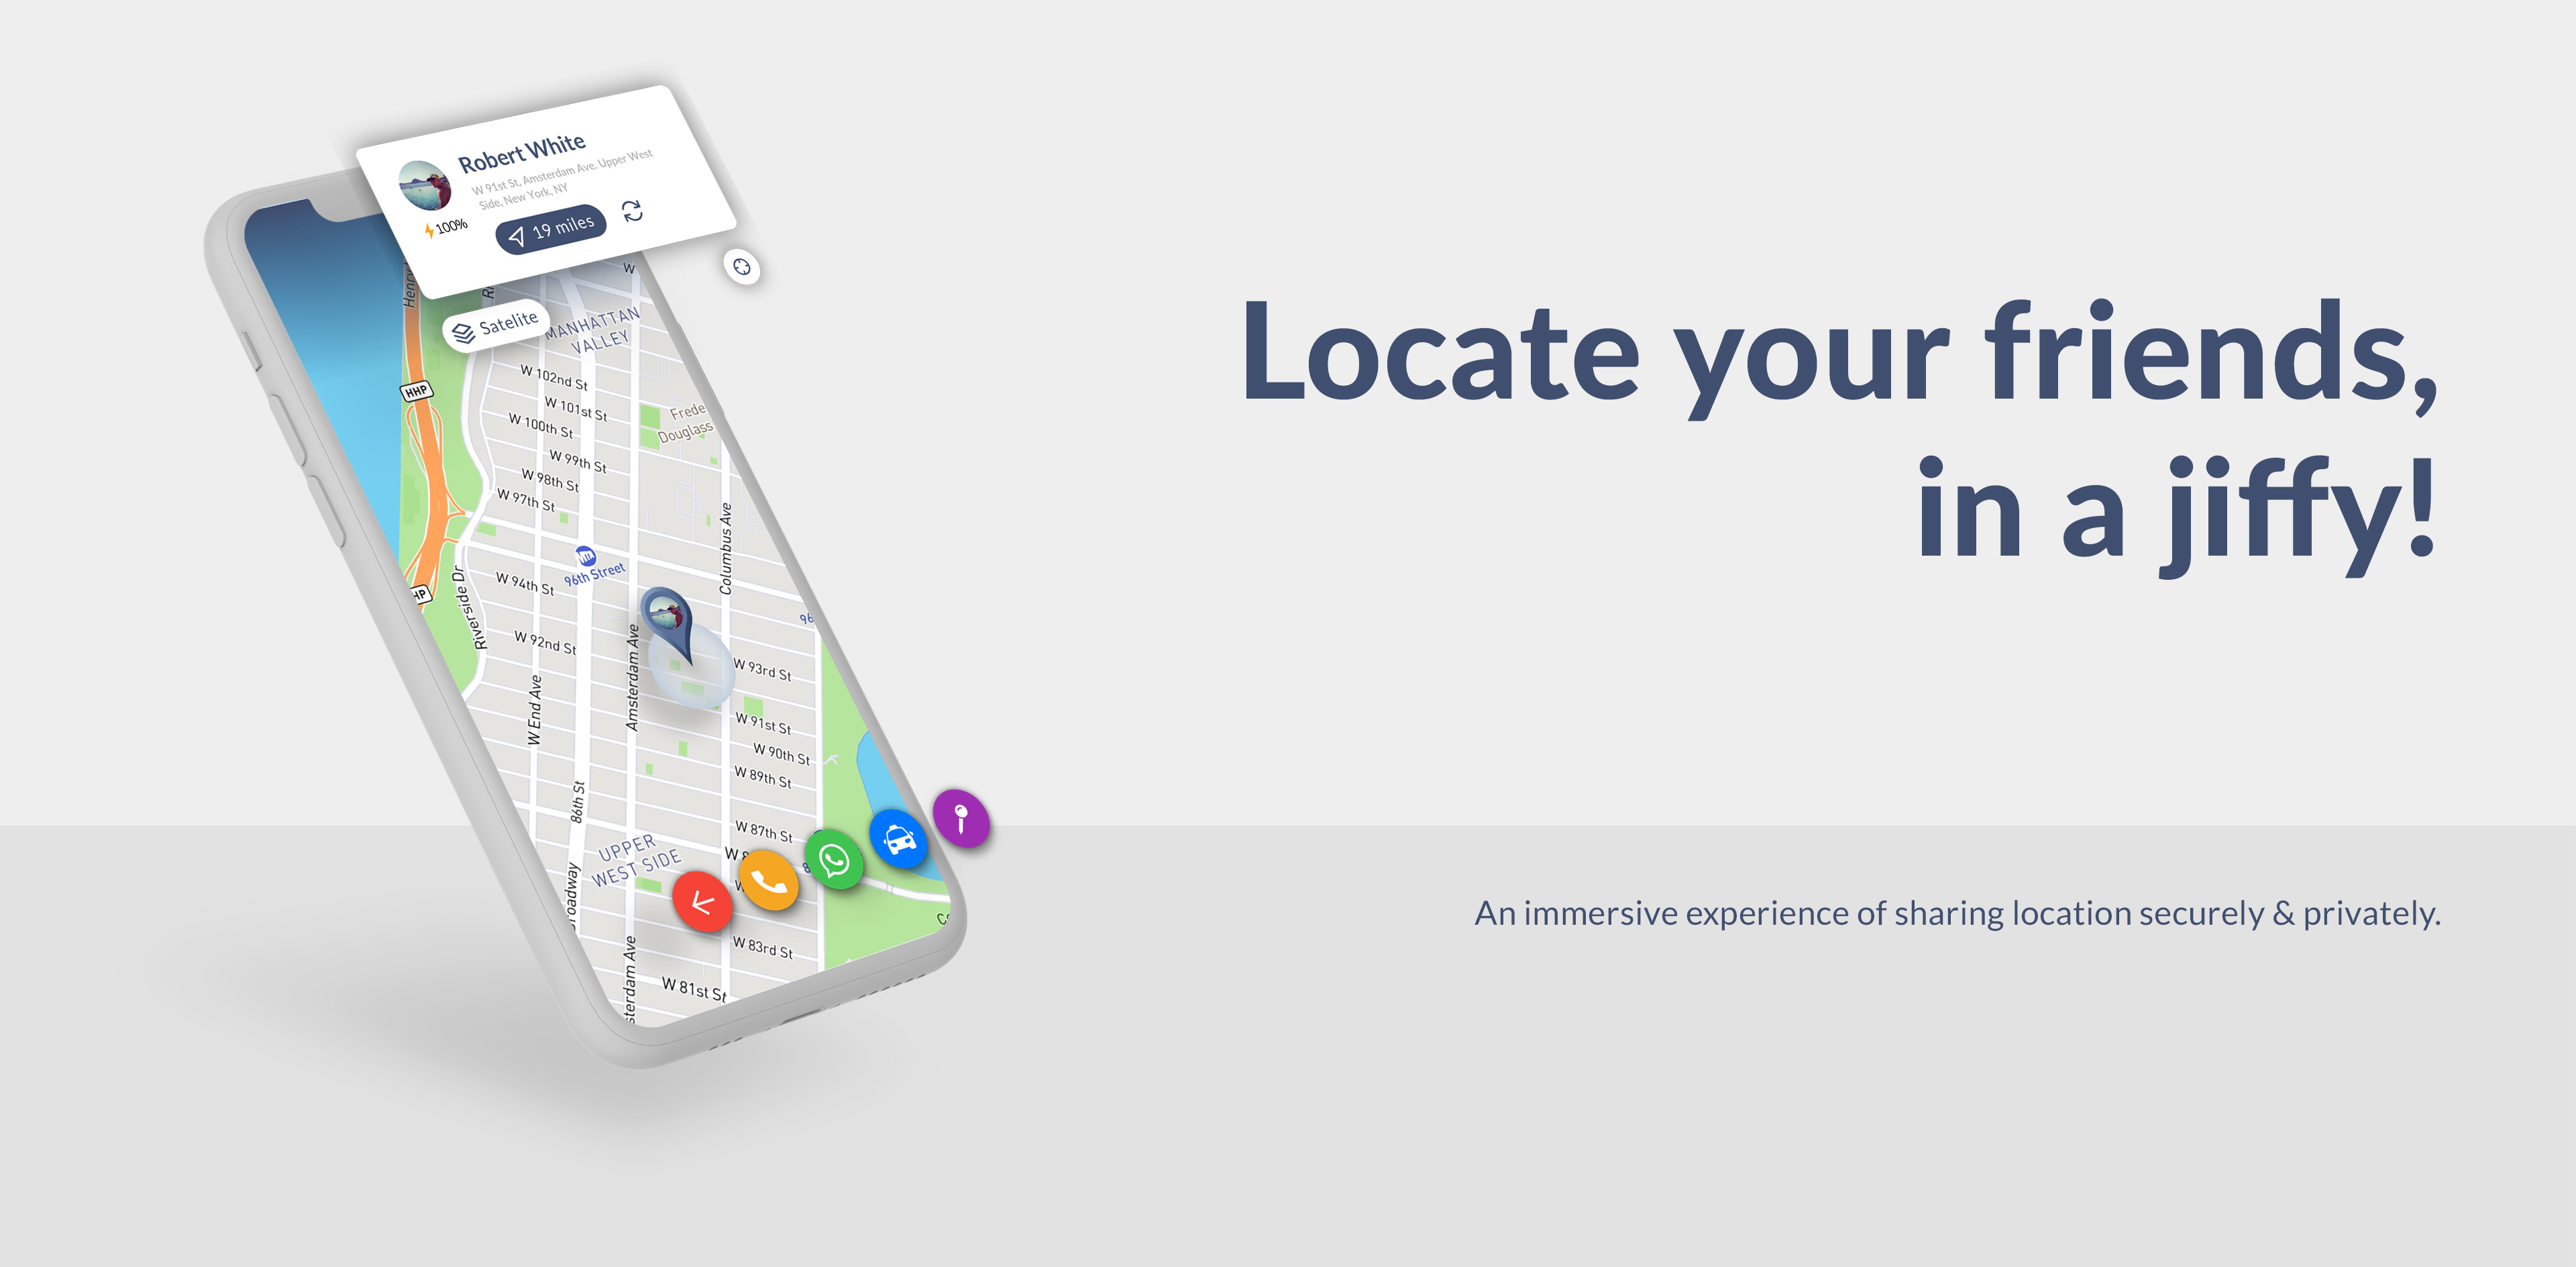 Robert White
W 91st St, Amsterdam Ave. Upper West
Side, New York, NY
100%
19 miles
Satelite
W
MANHATTAN
VALLEY
W 102nd St
W 101st St
W 100th St
W 99th St
W 98th St
W 97th St
HHP
Douglass
Columbus Ave
96th Street
W 94th St
Riverside Dr
W 92nd St
Amsterdam Ave
W 93rd St
W End Ave
W 91st St
W 90th St
W 89th St
86th St
W 87th St
UPPER
WEST SIDE
W 83rd St
W 81st St
Locate your friends,
in a jiffy!
An immersive experience of sharing location securely & privately.